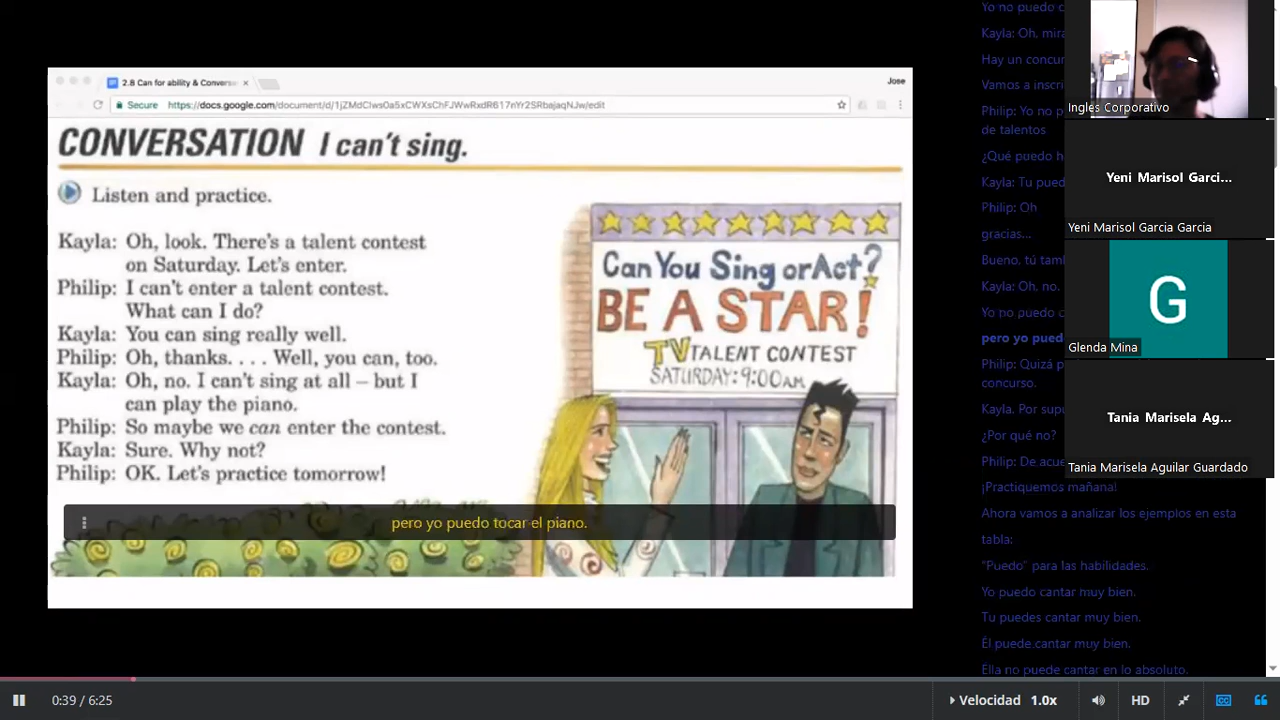 2.8 Can for ability & Conversa
Jose
Secure
https://docs.google.com/document/d/1jZMdCIwsOa5xCWXsChFJWwRxdR617nYr2SRbajaqNJw/edit
CONVERSATION I can't sing.
Listen and practice.
Kayla: Oh, look. There's a talent contest
on Saturday. Let's enter.
Philip: I can't enter a talent contest.
What can I do?
Kayla: You can sing really well.
Philip: Oh, thanks. . . . Well, you can, too.
Kayla: Oh, no. I can't sing at all – but I
can play the piano.
Philip: So maybe we can enter the contest.
Kayla: Sure. Why not?
Philip: OK. Let's practice tomorrow!
Can You Sing or Act?
BE A STAR!
TV TALENT CONTEST
SATURDAY: 9:00 AM
pero yo puedo tocar el piano.
Yo no puedo c
Kayla: Oh, mira
Hay un concur
Vamos a inscri
Philip: Yo no p
de talentos
¿Qué puedo h
Kayla: Tu pued
Philip: Oh
gracias...
Bueno, tú tam
Kayla: Oh, no.
Yo no puedo c
pero yo pued
Philip: Quizá p
concurso.
Kayla. Por supu
¿Por qué no?
Philip: De acue
¡Practiquemos mañana!
Ahora vamos a analizar los ejemplos en esta
tabla:
"Puedo" para las habilidades.
Yo puedo cantar muy bien.
Tu puedes cantar muy bien.
Él puede cantar muy bien.
Ella no puede cantar en lo absoluto.
Ingles Corporativo
Yeni Marisol Garci...
Yeni Marisol Garcia Garcia
G
Glenda Mina
Tania Marisela Ag...
Tania Marisela Aguilar Guardado
0:39 / 6:25
Velocidad 1.0x
HD
CC